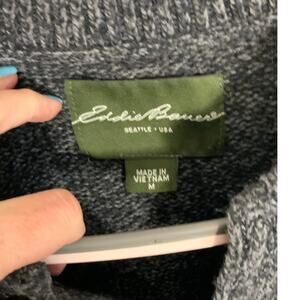 Eddie Bauer
SEATTLE • USA
MADE IN
VIETNAM
M